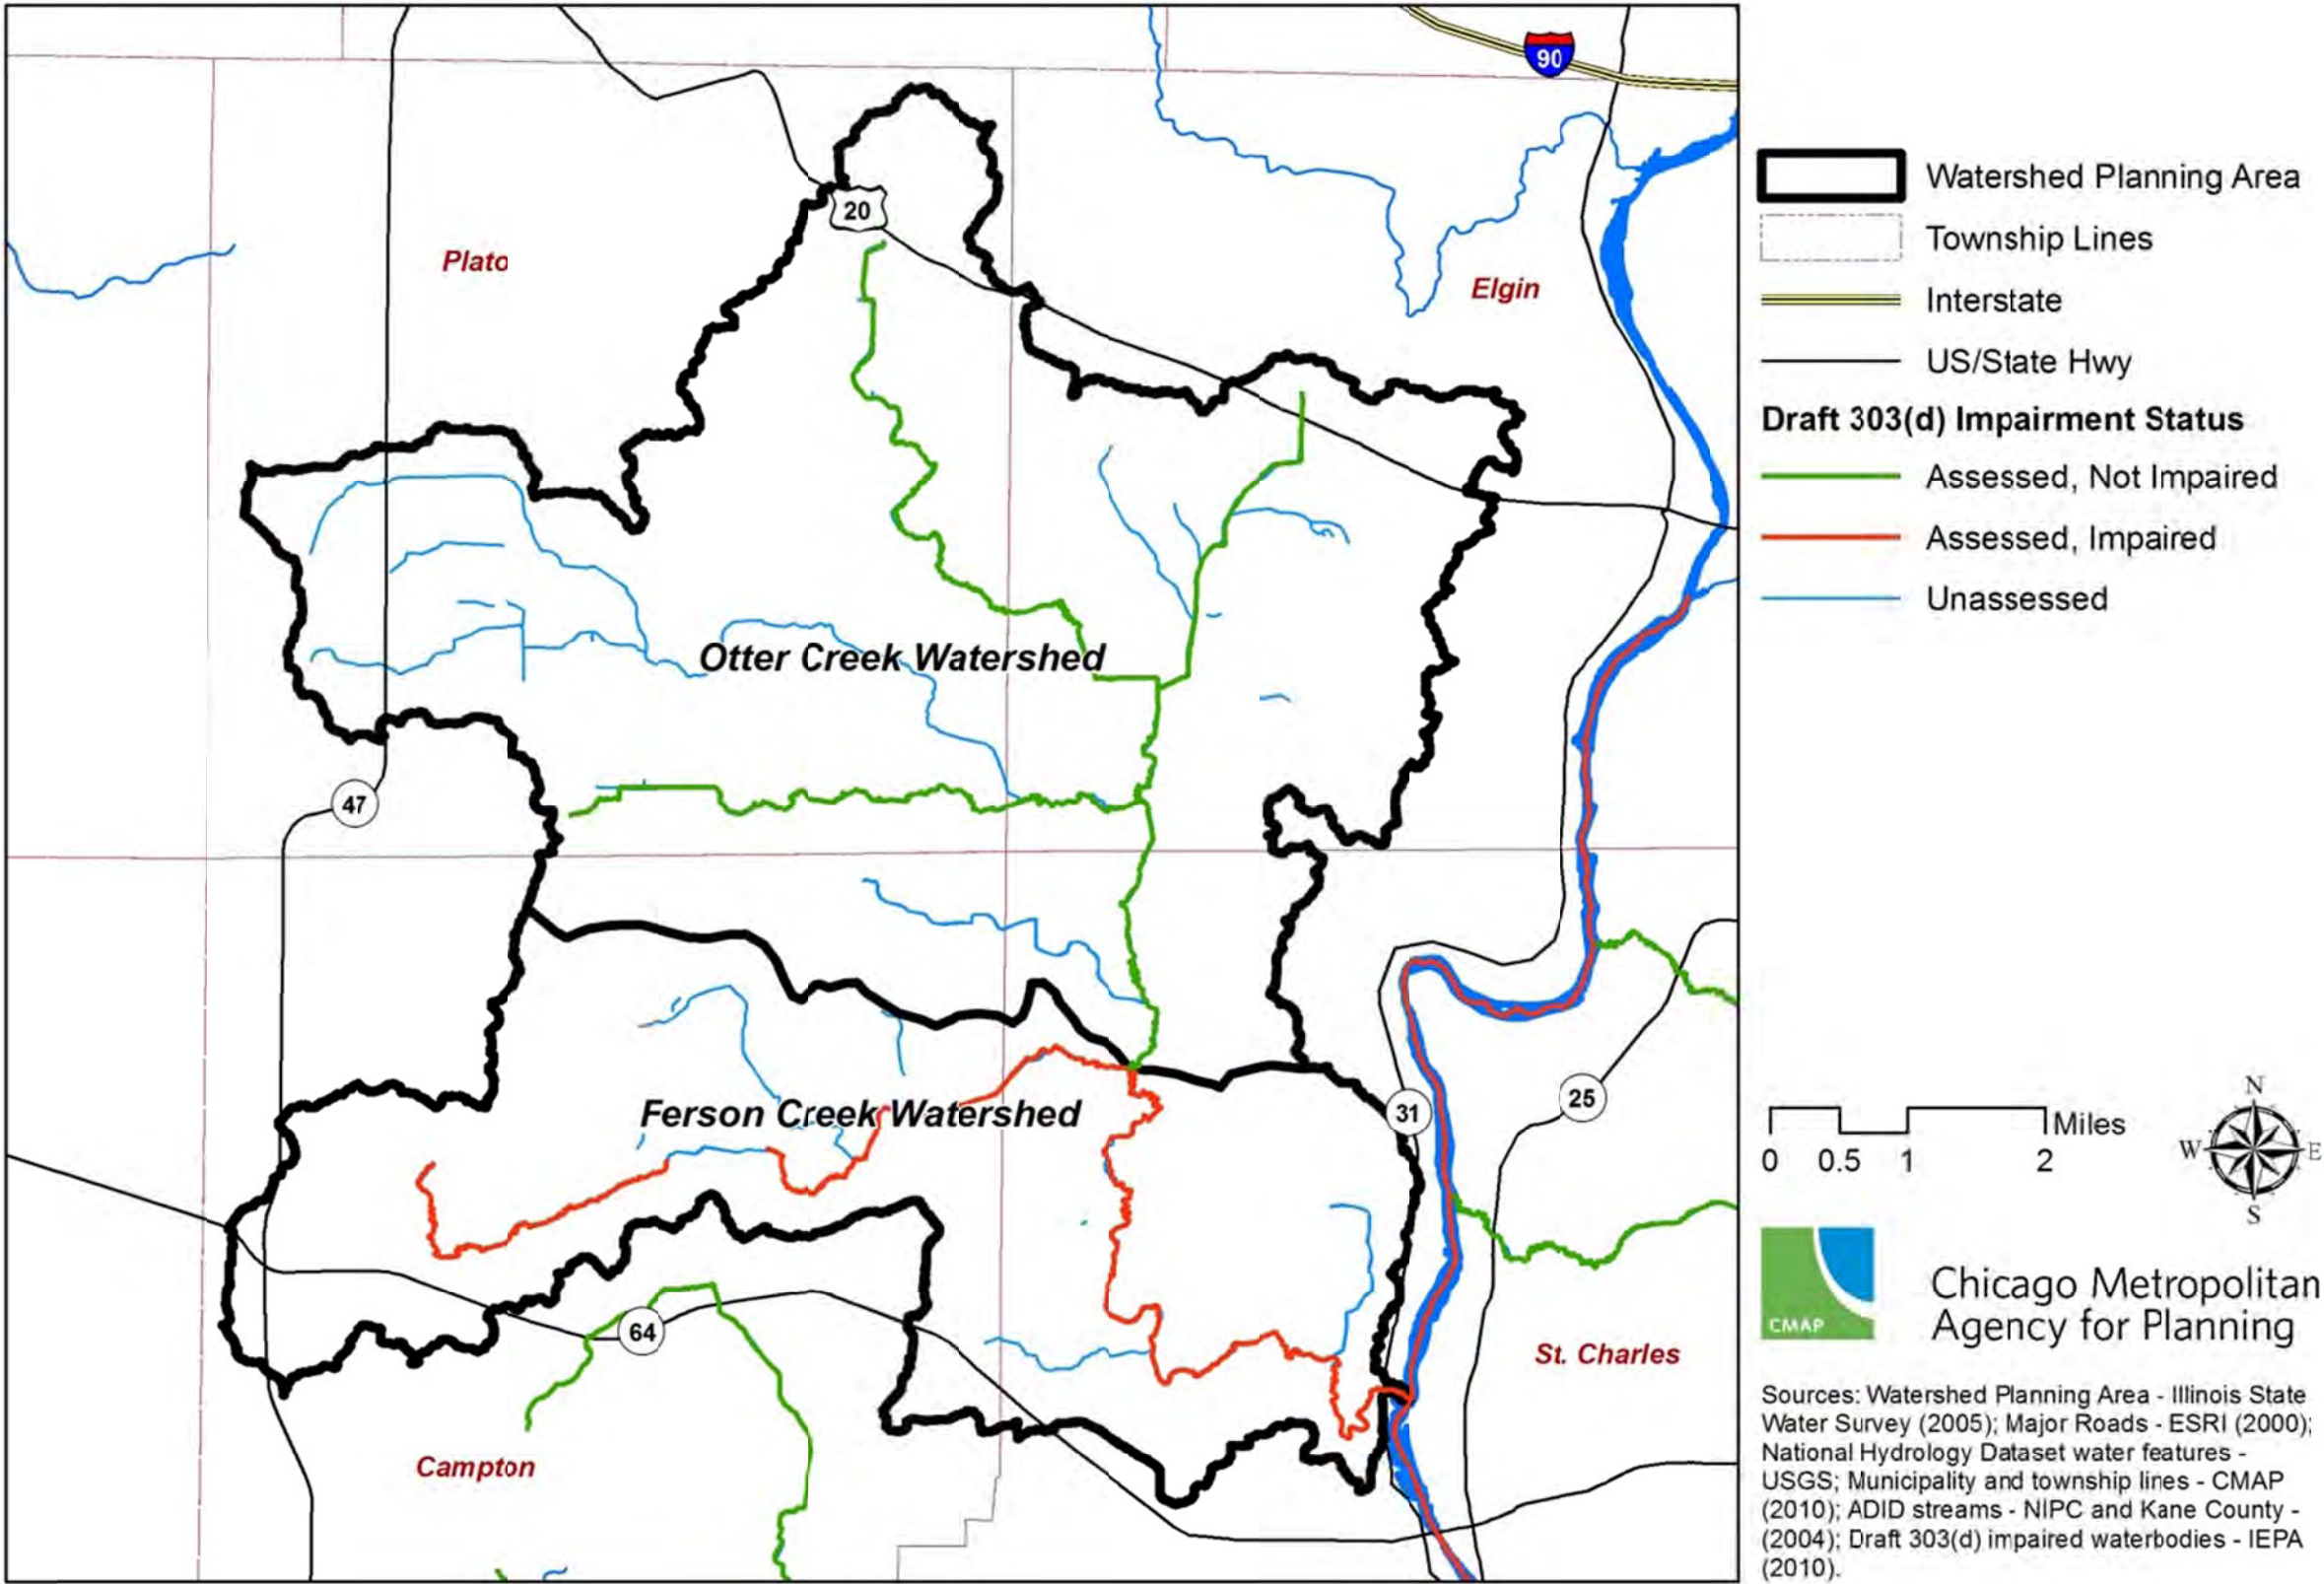 90
20
Plato
Elgin
Otter Creek Watershed
47
Ferson Creek Watershed
31
25
64
St. Charles
Campton
Watershed Planning Area
Township Lines
Interstate
US/State Hwy
Draft 303(d) Impairment Status
Assessed, Not Impaired
Assessed, Impaired
Unassessed
Miles
0 0.5 1 2
N
W E
S
CMAP
Chicago Metropolitan
Agency for Planning
Sources: Watershed Planning Area - Illinois State
Water Survey (2005); Major Roads - ESRI (2000);
National Hydrology Dataset water features -
USGS; Municipality and township lines - CMAP
(2010); ADID streams - NIPC and Kane County -
(2004); Draft 303(d) impaired waterbodies - IEPA
(2010).